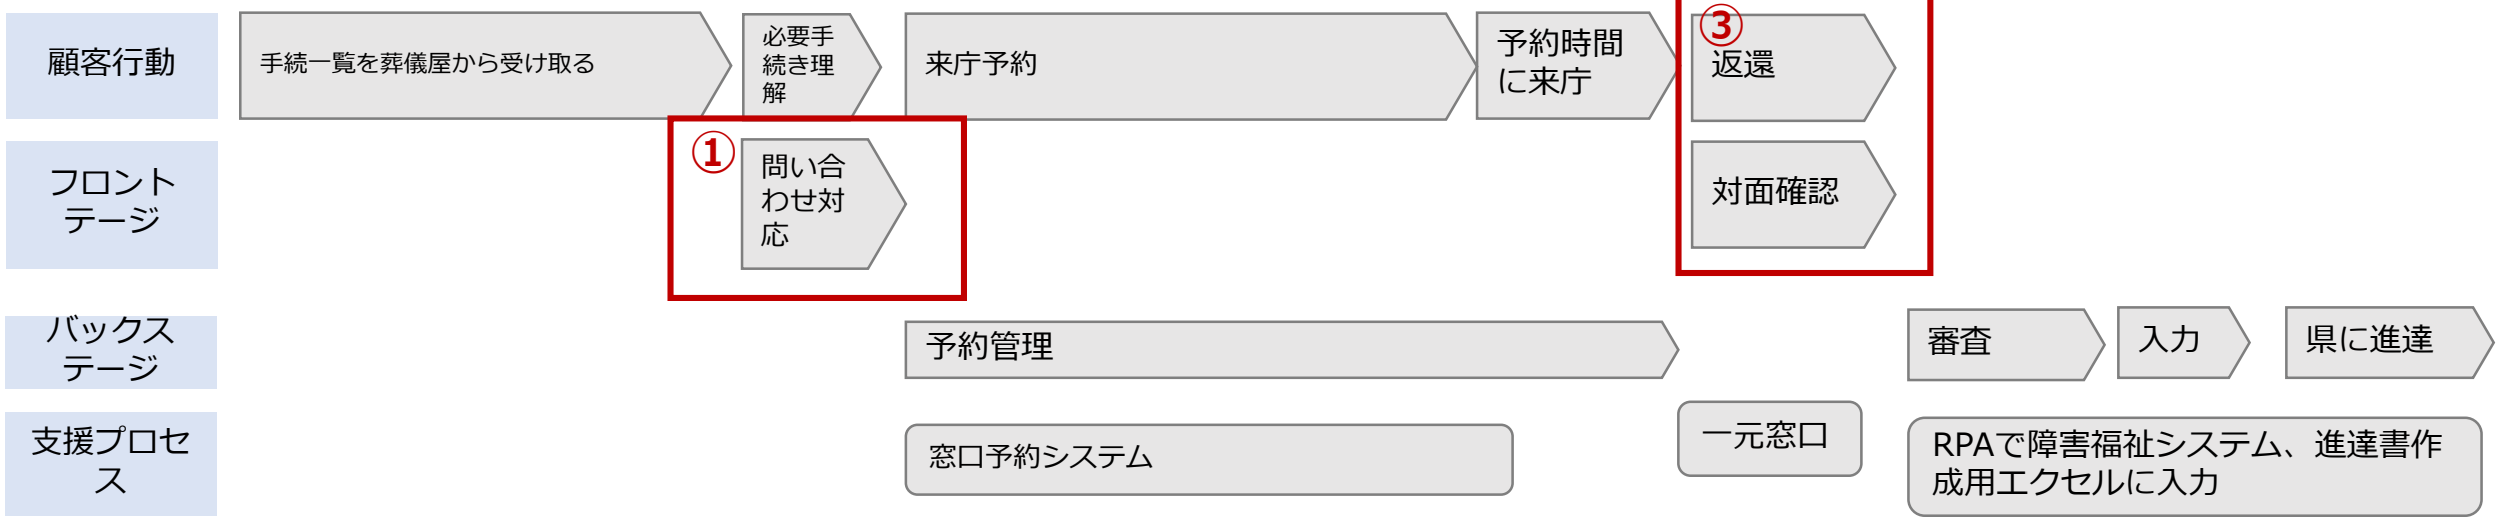 顧客行動
手続一覧を葬儀屋から受け取る
必要手
続き理
解
来庁予約
予約時間
に来庁
③
返還
フロント
テージ
①
問い合
わせ対
応
対面確認
バックス
テージ
予約管理
審査
入力
県に進達
支援プロセ
ス
窓口予約システム
一元窓口
RPAで障害福祉システム、進達書作
成用エクセルに入力